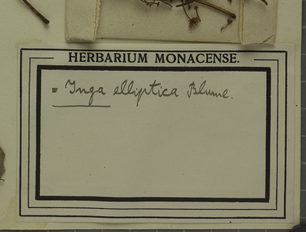 HERBARIUM MONACENSE.
= Inga elliptica Blume.